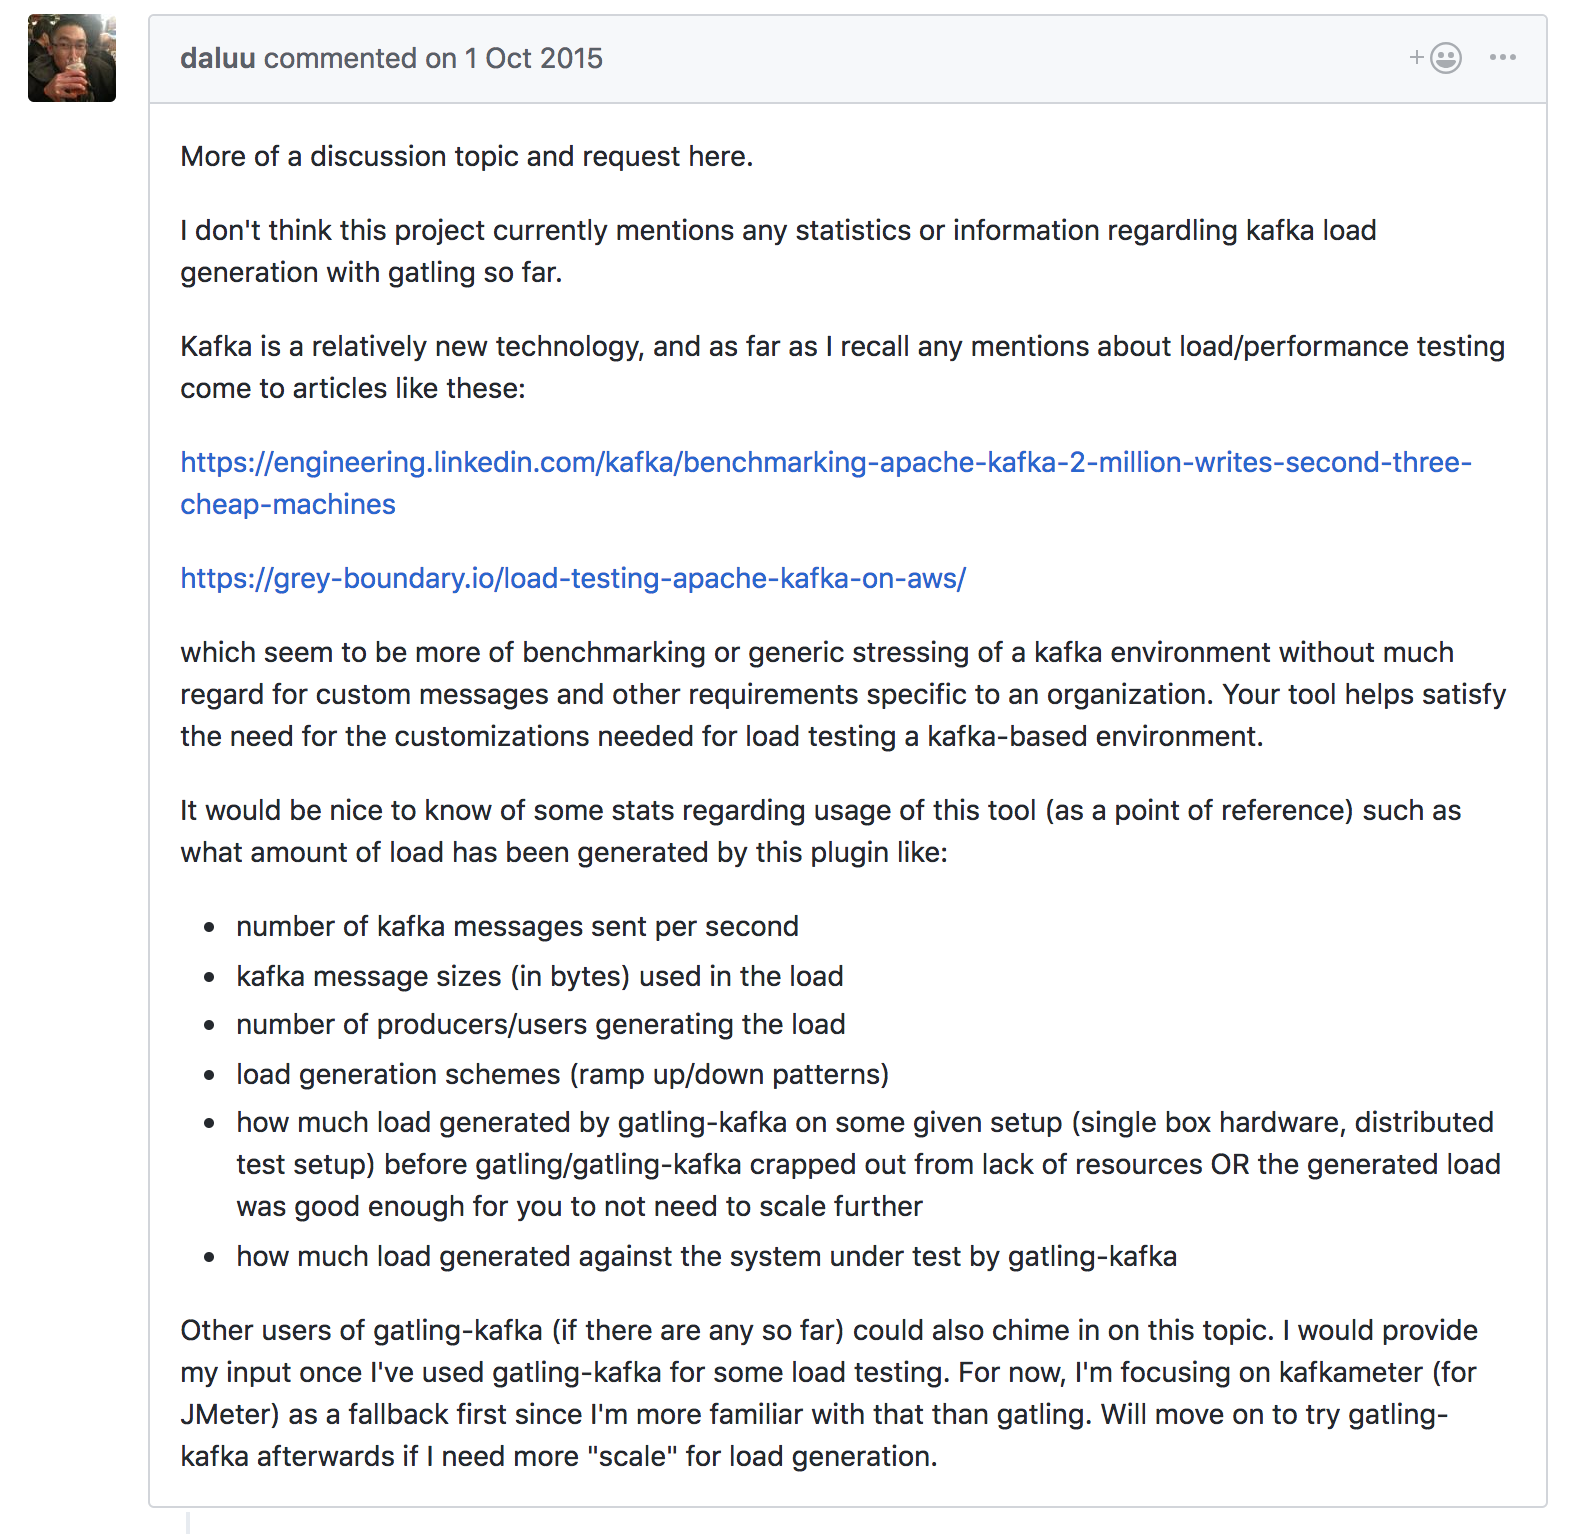 daluu commented on 1 Oct 2015
More of a discussion topic and request here.
I don't think this project currently mentions any statistics or information regardling kafka load
generation with gatling so far.
Kafka is a relatively new technology, and as far as I recall any mentions about load/performance testing
come to articles like these:
https://engineering.linkedin.com/kafka/benchmarking-apache-kafka-2-million-writes-second-three-
cheap-machines
https://grey-boundary.io/load-testing-apache-kafka-on-aws/
which seem to be more of benchmarking or generic stressing of a kafka environment without much
regard for custom messages and other requirements specific to an organization. Your tool helps satisfy
the need for the customizations needed for load testing a kafka-based environment.
It would be nice to know of some stats regarding usage of this tool (as a point of reference) such as
what amount of load has been generated by this plugin like:
• number of kafka messages sent per second
• kafka message sizes (in bytes) used in the load
• number of producers/users generating the load
• load generation schemes (ramp up/down patterns)
• how much load generated by gatling-kafka on some given setup (single box hardware, distributed
test setup) before gatling/gatling-kafka crapped out from lack of resources OR the generated load
was good enough for you to not need to scale further
• how much load generated against the system under test by gatling-kafka
Other users of gatling-kafka (if there are any so far) could also chime in on this topic. I would provide
my input once I've used gatling-kafka for some load testing. For now, I'm focusing on kafkameter (for
JMeter) as a fallback first since I'm more familiar with that than gatling. Will move on to try gatling-
kafka afterwards if I need more "scale" for load generation.